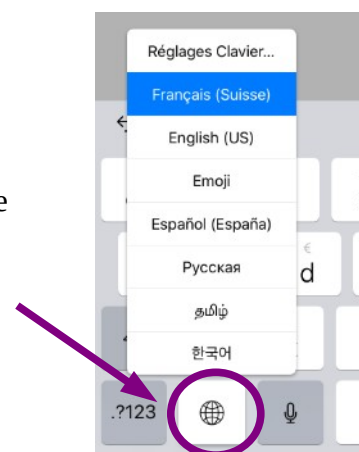 Réglages Clavier...
Français (Suisse)
English (US)
Emoji
e
Español (España)
€
Русская
d
தமிழ்
한국어
.?123